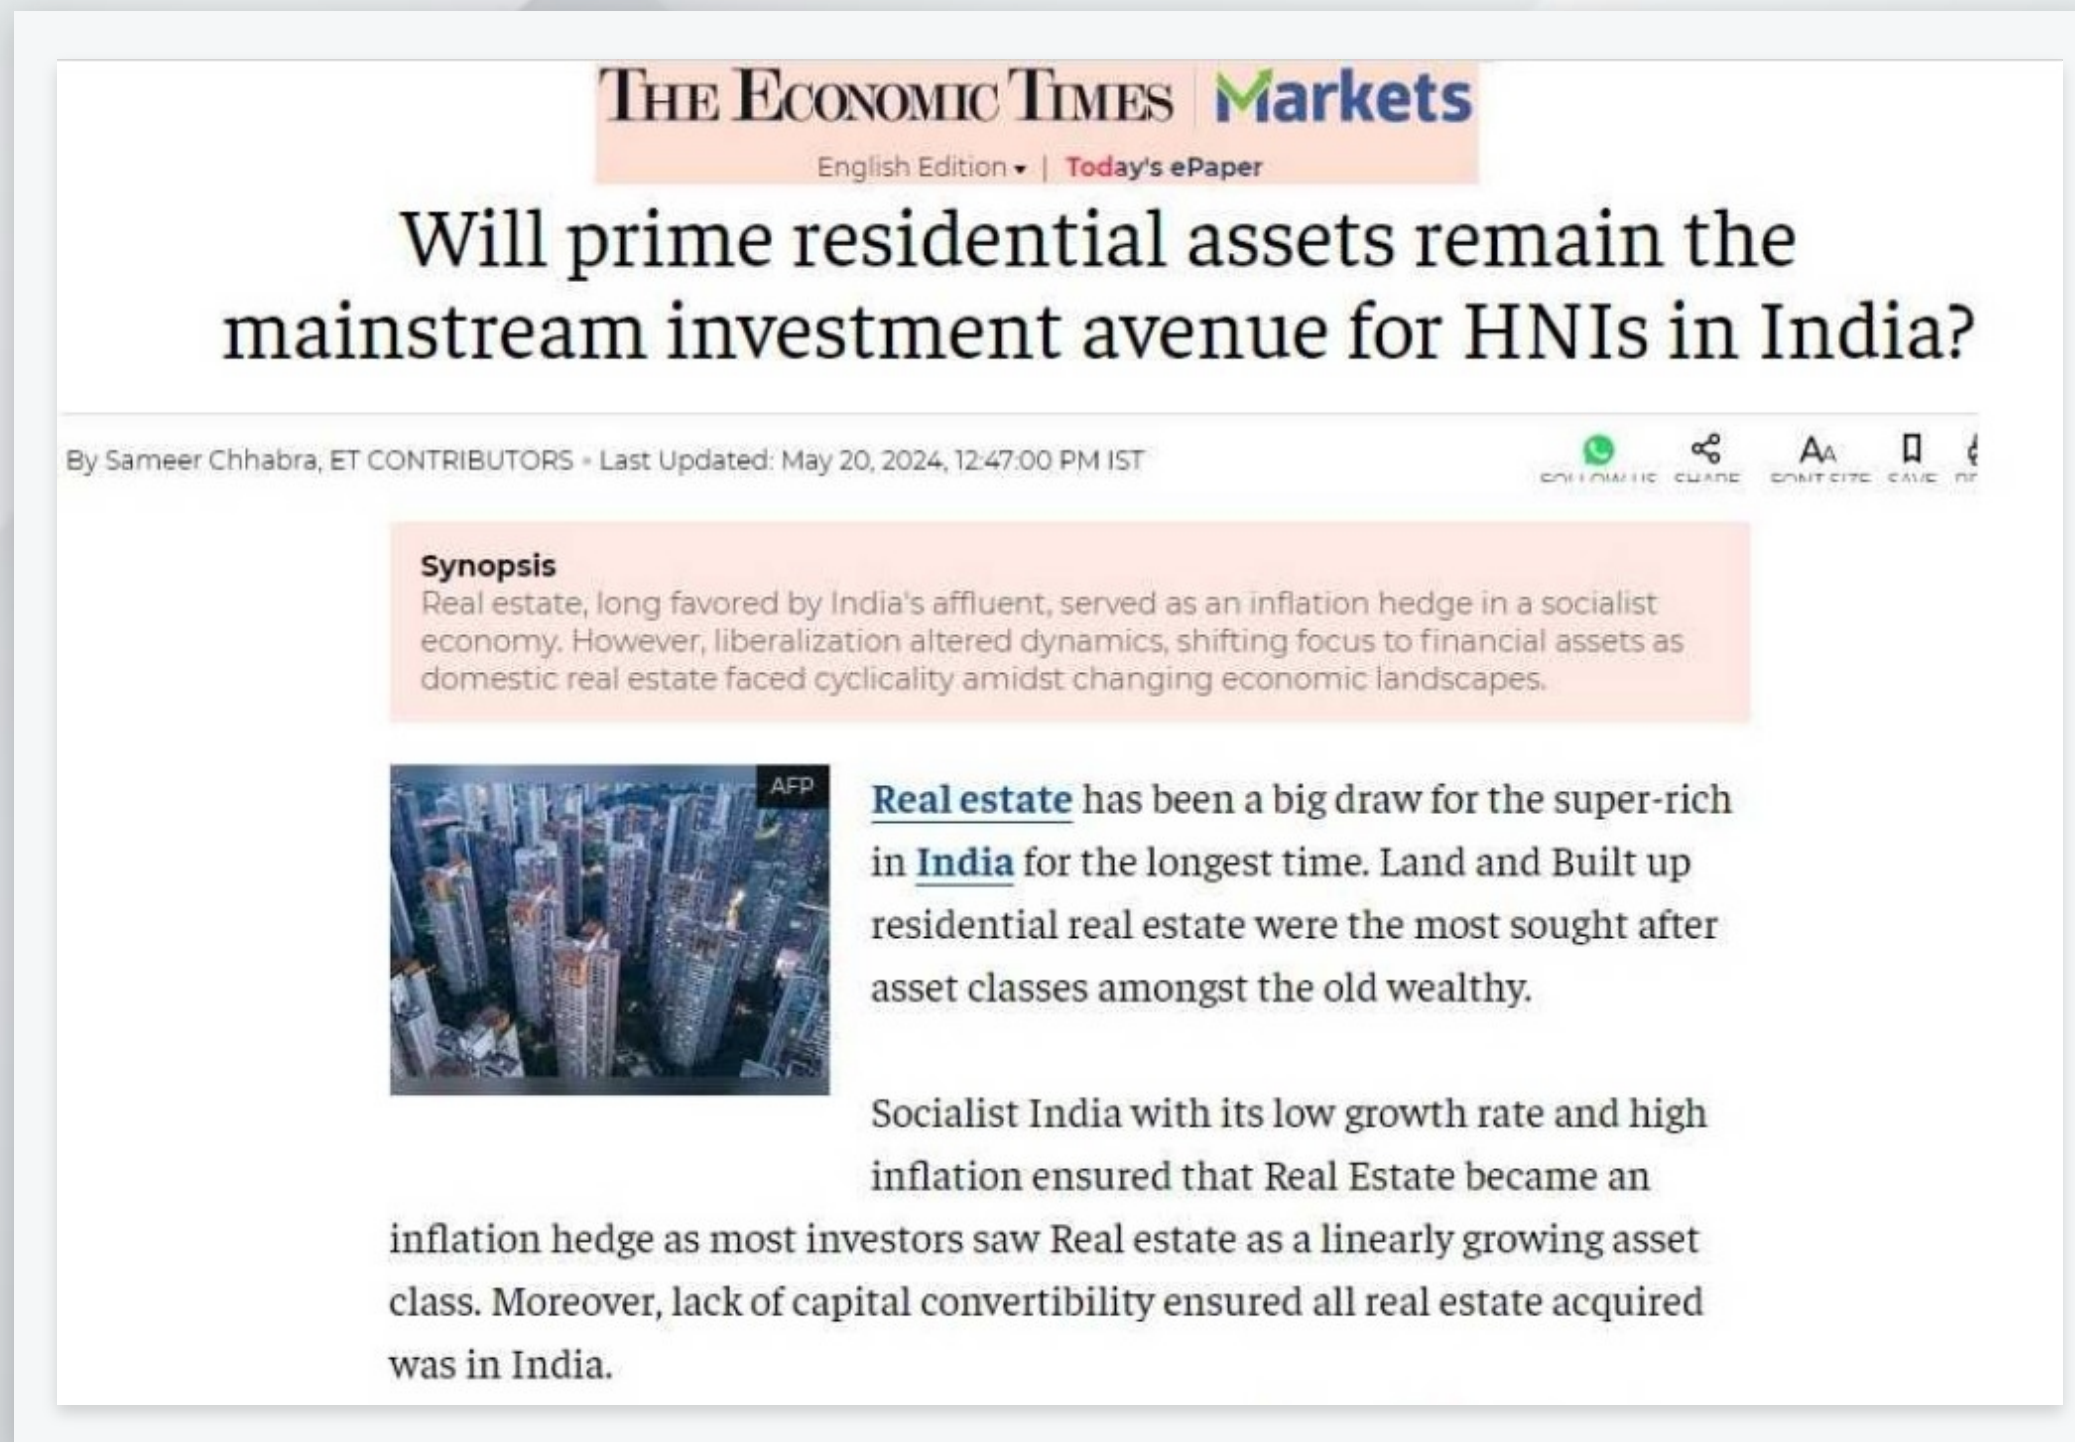 THE ECONOMIC TIMES | Markets
English Edition ▾ | Today's ePaper
Will prime residential assets remain the
mainstream investment avenue for HNIs in India?
By Sameer Chhabra, ET CONTRIBUTORS • Last Updated: May 20, 2024, 12:47:00 PM IST
FOLLOW US SHARE FONT SIZE SAVE
Synopsis
Real estate, long favored by India's affluent, served as an inflation hedge in a socialist
economy. However, liberalization altered dynamics, shifting focus to financial assets as
domestic real estate faced cyclicality amidst changing economic landscapes.
AFP
Real estate has been a big draw for the super-rich
in India for the longest time. Land and Built up
residential real estate were the most sought after
asset classes amongst the old wealthy.
Socialist India with its low growth rate and high
inflation ensured that Real Estate became an
inflation hedge as most investors saw Real estate as a linearly growing asset
class. Moreover, lack of capital convertibility ensured all real estate acquired
was in India.